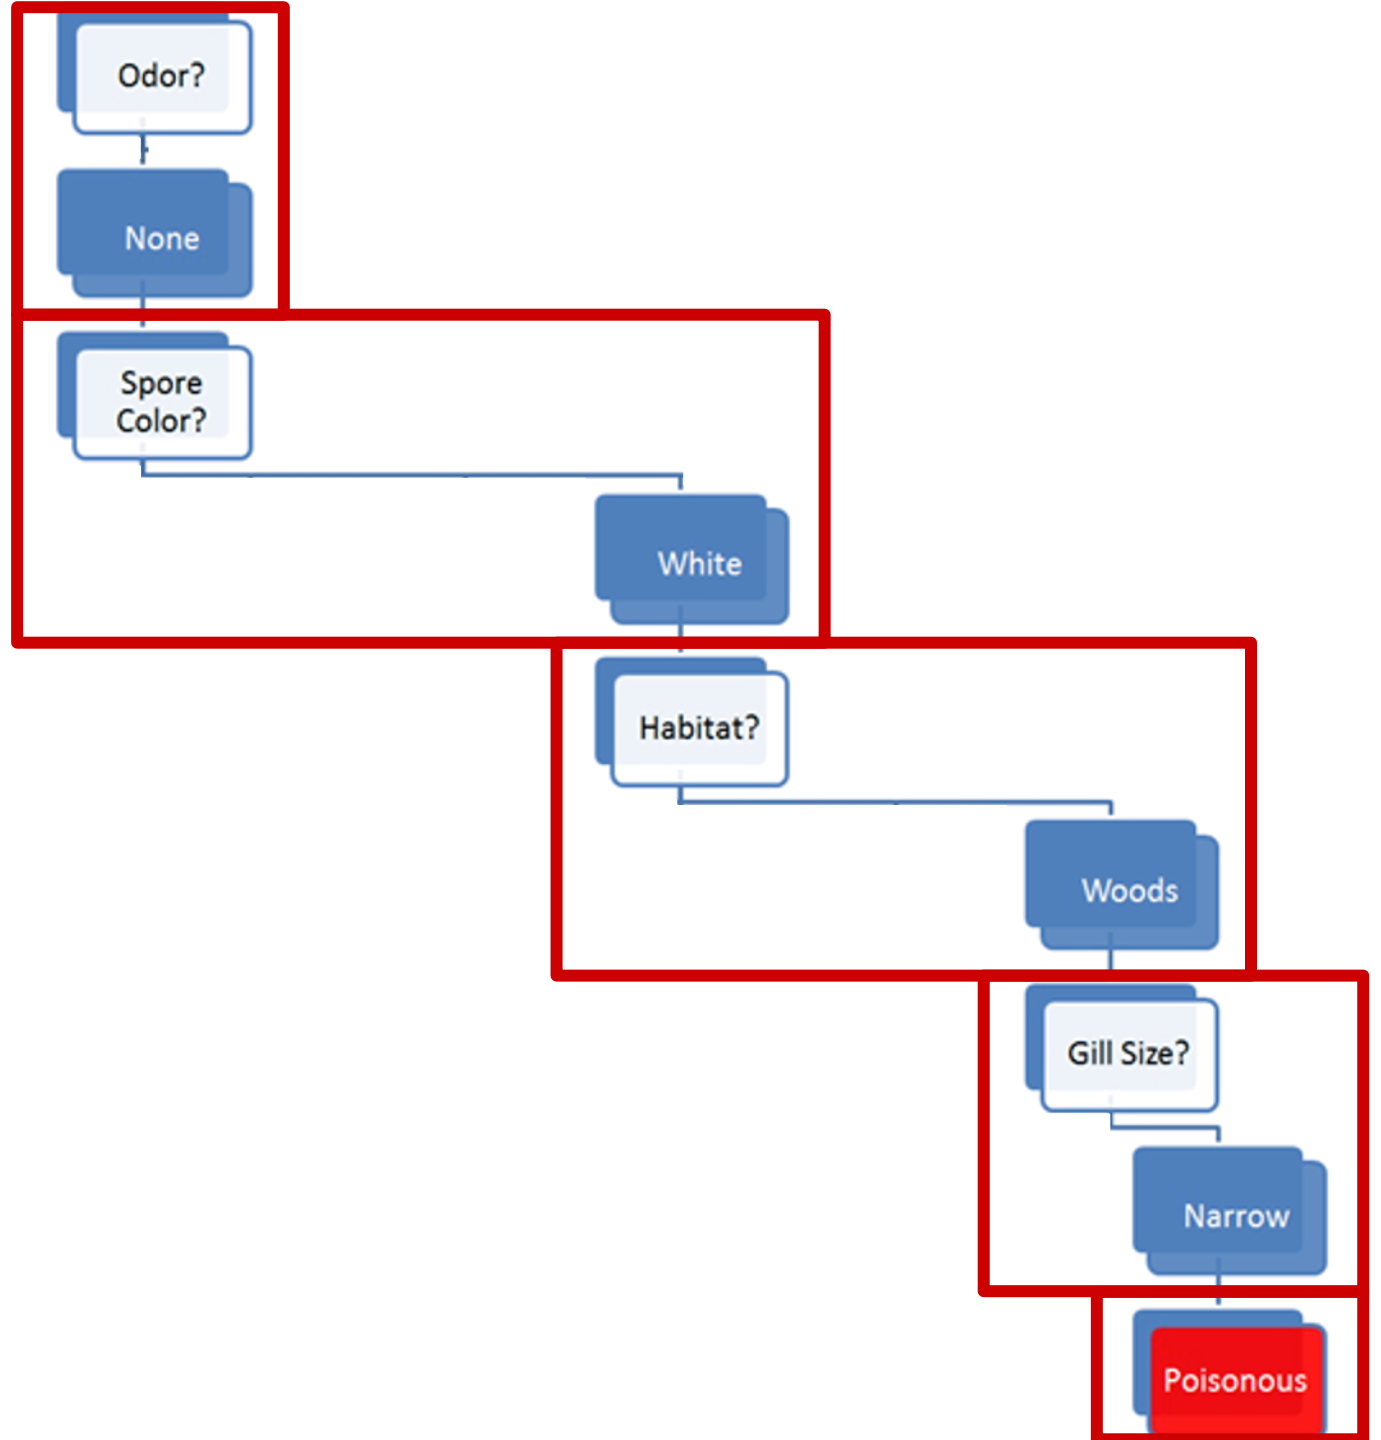 Odor?
None
Spore
Color?
White
Habitat?
Woods
Gill Size?
Narrow
Poisonous